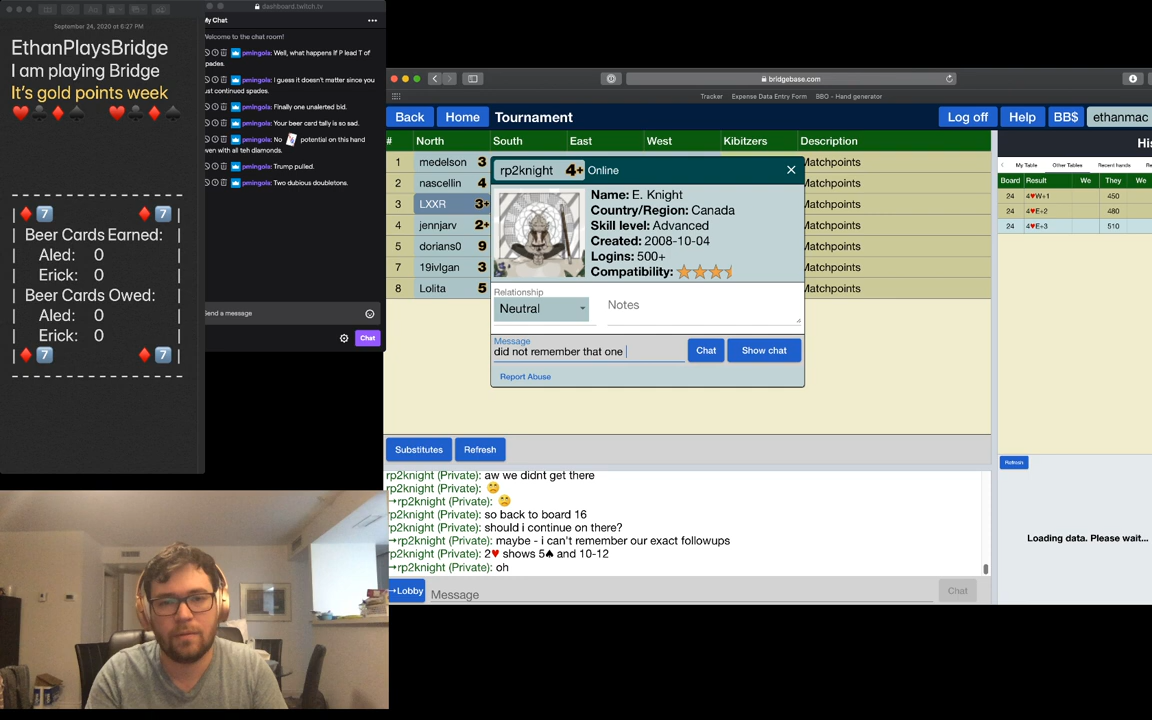 September 24, 2020 at 6:27 PM
EthanPlaysBridge
I am playing Bridge
It's gold points week
Beer Cards Earned:
Aled: 0
Erick: 0
Beer Cards Owed:
Aled: 0
Erick: 0
dashboard.twitch.tv
My Chat
Welcome to the chat room!
pmingola: Well, what happens If P lead T of
pades.
pmingola: I guess it doesn't matter since you
ust continued spades.
pmingola: Finally one unalerted bid.
pmingola: Your beer card tally is so sad.
pmingola: No potential on this hand
even with all teh diamonds.
pmingola: Trump pulled.
pmingola: Two dubious doubletons.
Send a message
Chat
bridgebase.com
Tracker Expense Data Entry Form BBO - Hand generator
Back Home Tournament Log off Help BB$ ethanmac
# North South East West Kibitzers Description
1 medelson 3 Matchpoints
2 nascellin 4 Matchpoints
3 LXXR 3+ Matchpoints
4 jennjarv 2+ Matchpoints
5 dorians0 9 Matchpoints
7 19ivlgan 3 Matchpoints
8 Lolita 5 Matchpoints
rp2knight 4+ Online
Name: E. Knight
Country/Region: Canada
Skill level: Advanced
Created: 2008-10-04
Logins: 500+
Compatibility:
Relationship
Neutral
Notes
Message
did not remember that one
Chat
Show chat
Report Abuse
Substitutes Refresh
rp2knight (Private): aw we didnt get there
rp2knight (Private): 🙁
→rp2knight (Private): 🙁
rp2knight (Private): so back to board 16
rp2knight (Private): should i continue on there?
→rp2knight (Private): maybe - i can't remember our exact followups
rp2knight (Private): 2♥ shows 5♠ and 10-12
→rp2knight (Private): oh
→Lobby Message Chat
His
My Table Other Tables Recent hands
Board Result We They We
24 4♥W+1 450
24 4♥E+2 480
24 4♥E+3 510
Refresh
Loading data. Please wait...